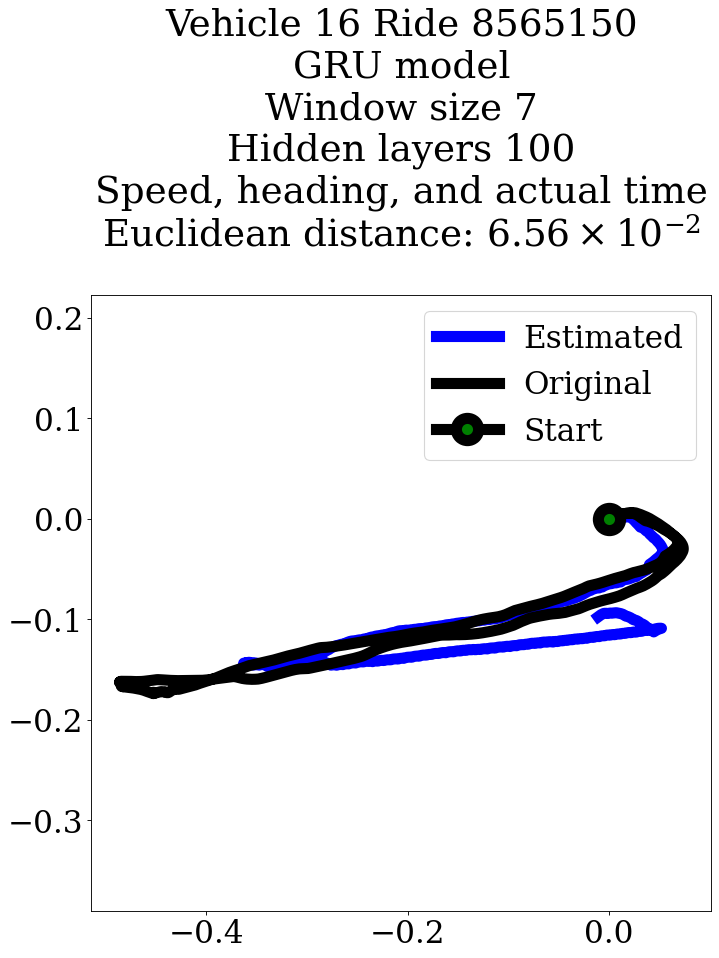 Vehicle 16 Ride 8565150
GRU model
Window size 7
Hidden layers 100
Speed, heading, and actual time
Euclidean distance: 6.56 × 10⁻²
Estimated
Original
Start
0.2
0.1
0.0
−0.1
−0.2
−0.3
−0.4
−0.2
0.0